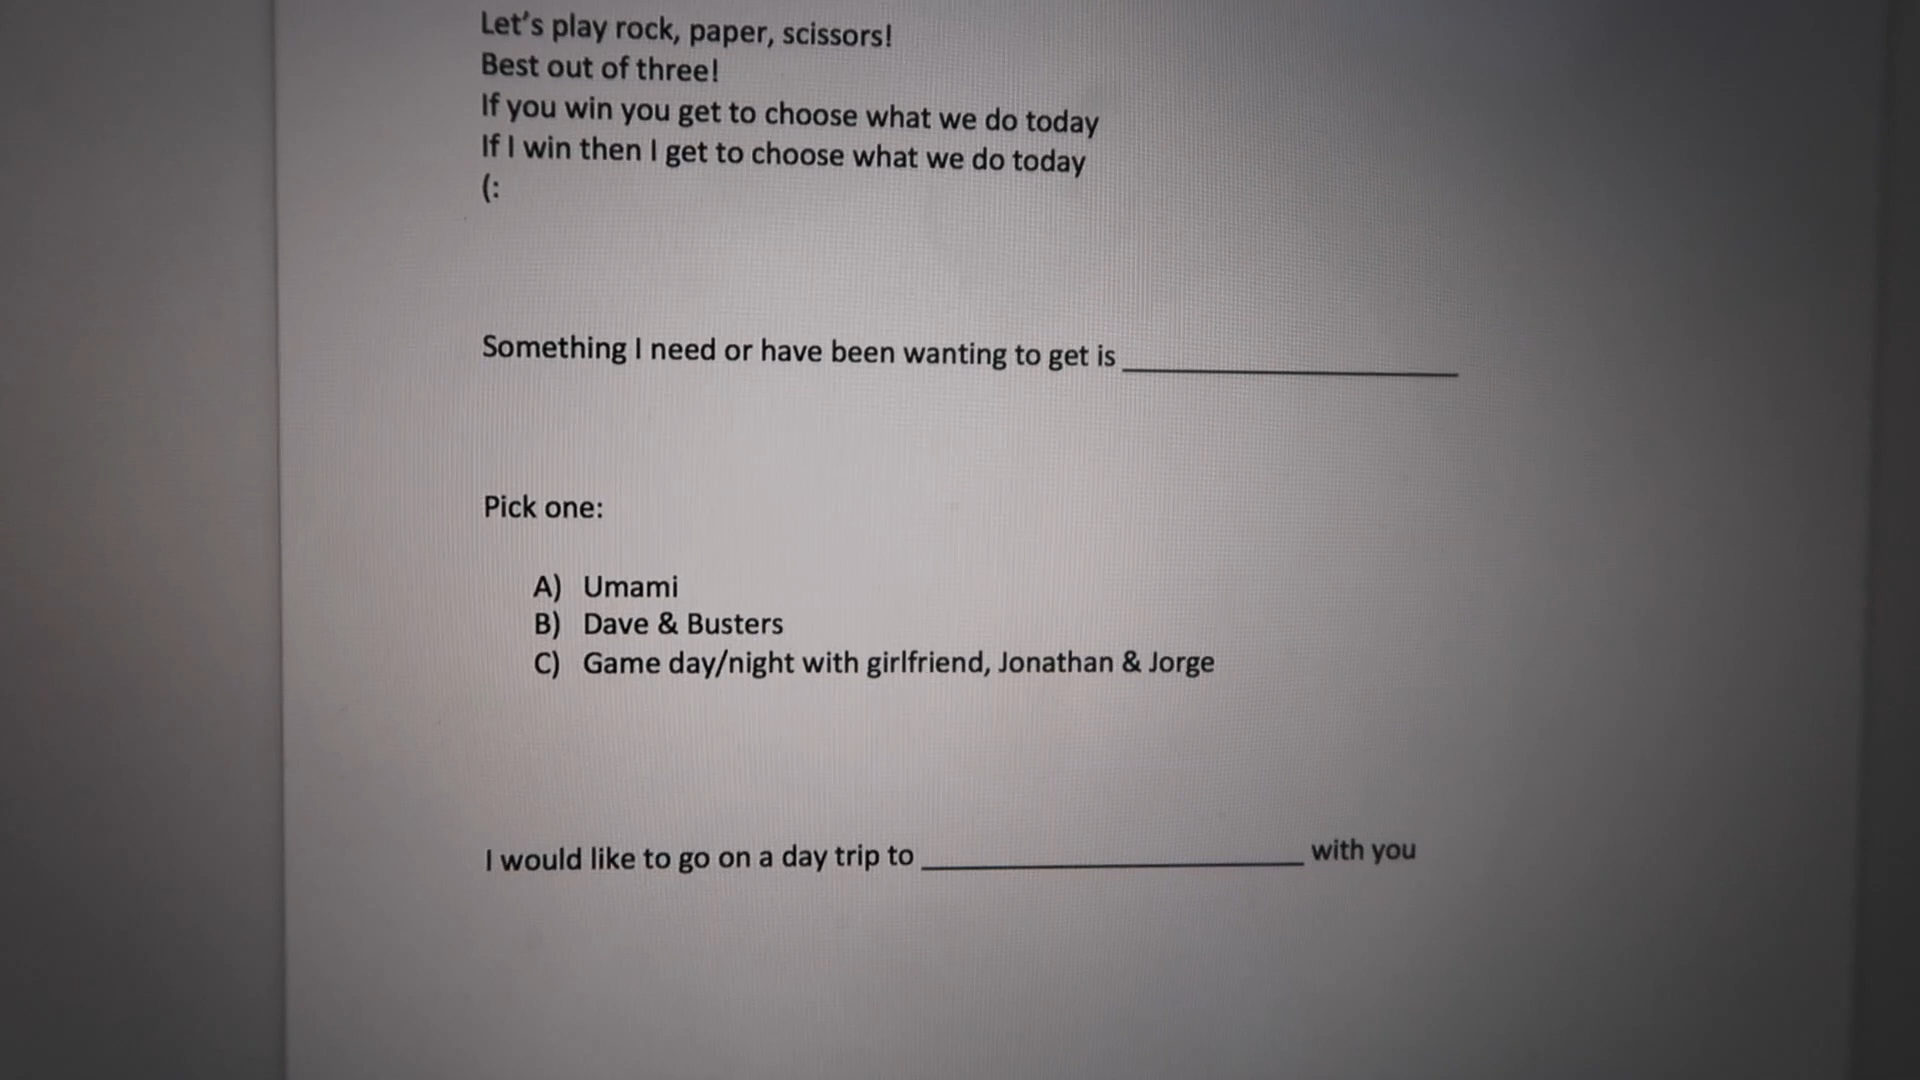 Let's play rock, paper, scissors!
Best out of three!
If you win you get to choose what we do today
If I win then I get to choose what we do today
(:
Something I need or have been wanting to get is ____________________
Pick one:
A) Umami
B) Dave & Busters
C) Game day/night with girlfriend, Jonathan & Jorge
I would like to go on a day trip to ______________________ with you